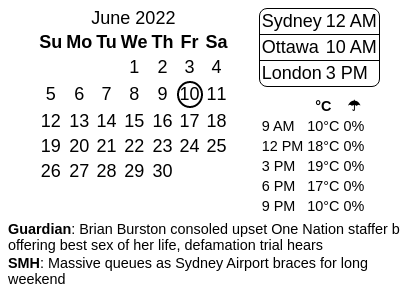 June 2022
Su Mo Tu We Th Fr Sa
1 2 3 4
5 6 7 8 9 10 11
12 13 14 15 16 17 18
19 20 21 22 23 24 25
26 27 28 29 30
Sydney 12 AM
Ottawa 10 AM
London 3 PM
°C ☂
9 AM 10°C 0%
12 PM 18°C 0%
3 PM 19°C 0%
6 PM 17°C 0%
9 PM 10°C 0%
Guardian: Brian Burston consoled upset One Nation staffer b
offering best sex of her life, defamation trial hears
SMH: Massive queues as Sydney Airport braces for long
weekend